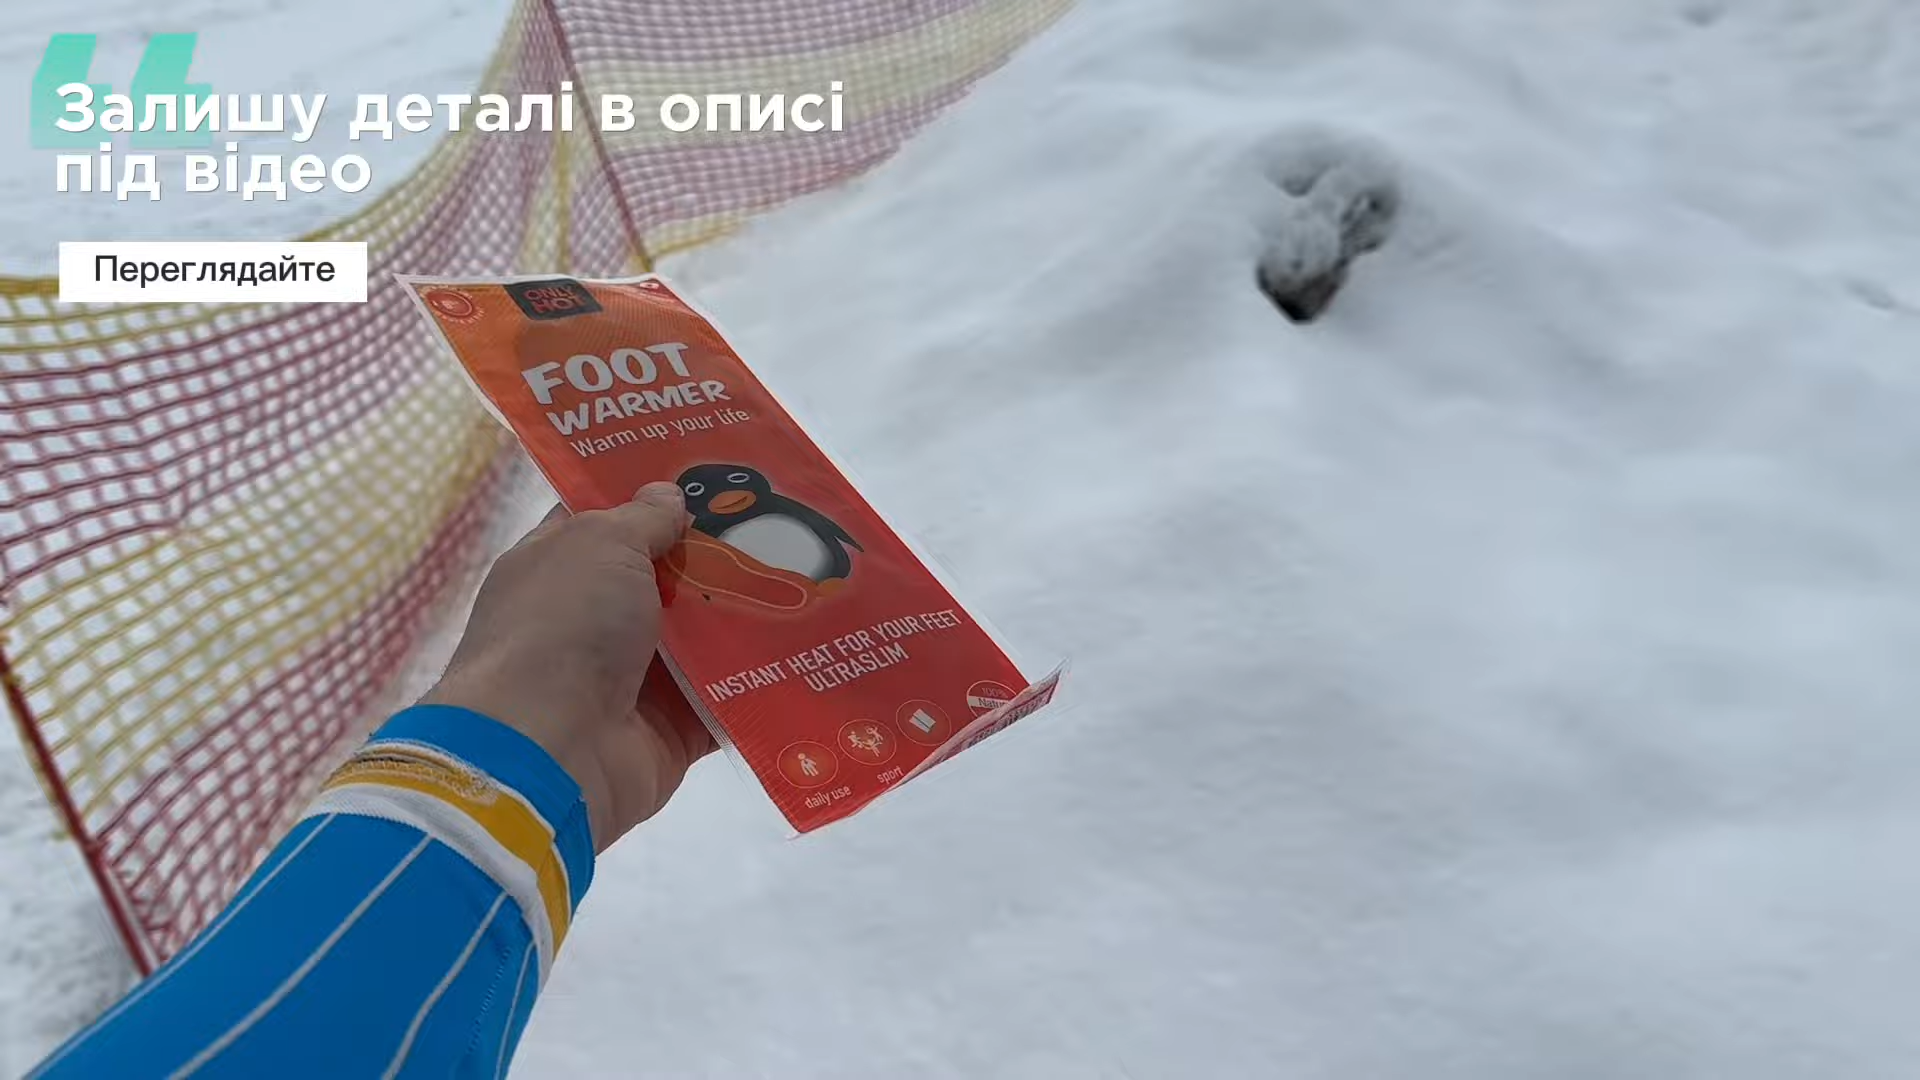 Залишу деталі в описі
під відео
Переглядайте
ONLY
HOT
FOOT
WARMER
Warm up your life
INSTANT HEAT FOR YOUR FEET
ULTRASLIM
100%
daily use
sport